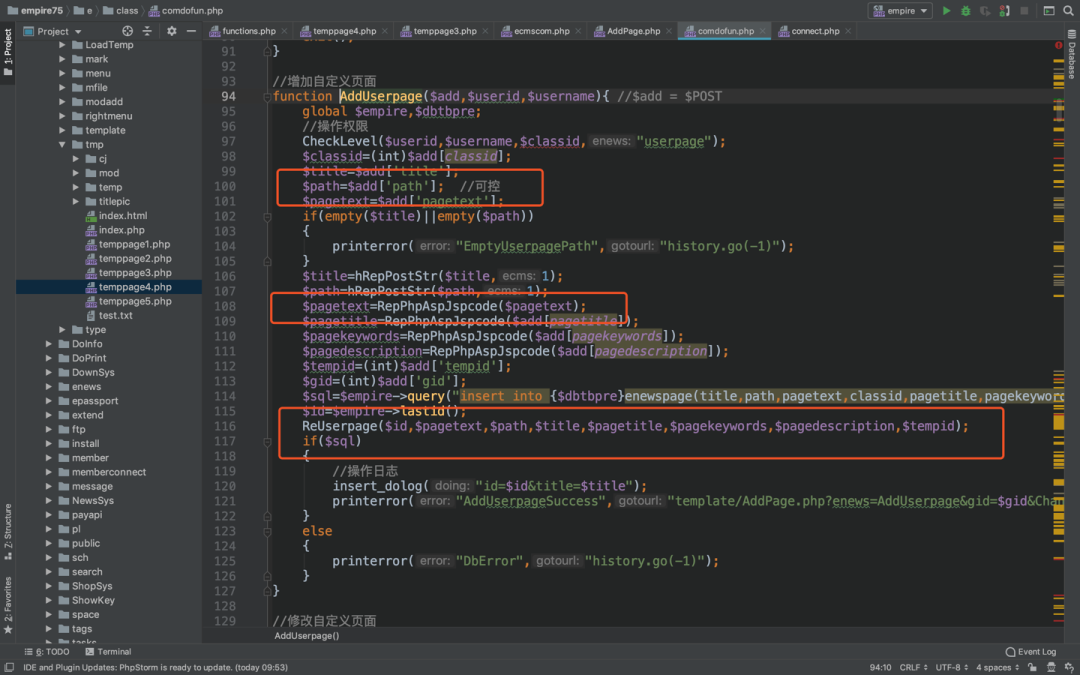 empire75 e class comdofun.php empire
Project functions.php temppage4.php temppage3.php ecmscom.php AddPage.php comdofun.php connect.php
1: Project
Database
LoadTemp
mark
menu
mfile
modadd
rightmenu
template
tmp
cj
mod
temp
titlepic
index.html
index.php
temppage1.php
temppage2.php
temppage3.php
temppage4.php
temppage5.php
test.txt
type
DoInfo
DoPrint
DownSys
enews
epassport
extend
ftp
install
member
memberconnect
message
NewsSys
payapi
pl
public
sch
search
ShopSys
ShowKey
space
tags
tasks
Z: Structure
2: Favorites
91 }
92
93 //增加自定义页面
94 function AddUserpage($add,$userid,$username){ //$add = $POST
95 global $empire,$dbtbpre;
96 //操作权限
97 CheckLevel($userid,$username,$classid, enews: "userpage");
98 $classid=(int)$add[classid];
99 $title=$add['title'];
100 $path=$add['path']; //可控
101 $pagetext=$add['pagetext'];
102 if(empty($title)||empty($path))
103 {
104 printerror( error: "EmptyUserpagePath", gotourl: "history.go(-1)");
105 }
106 $title=hRepPostStr($title, ecms: 1);
107 $path=hRepPostStr($path, ecms: 1);
108 $pagetext=RepPhpAspJspcode($pagetext);
109 $pagetitle=RepPhpAspJspcode($add[pagetitle]);
110 $pagekeywords=RepPhpAspJspcode($add[pagekeywords]);
111 $pagedescription=RepPhpAspJspcode($add[pagedescription]);
112 $tempid=(int)$add['tempid'];
113 $gid=(int)$add['gid'];
114 $sql=$empire->query("insert into {$dbtbpre}enewspage(title,path,pagetext,classid,pagetitle,pagekeyword
115 $id=$empire->lastid();
116 ReUserpage($id,$pagetext,$path,$title,$pagetitle,$pagekeywords,$pagedescription,$tempid);
117 if($sql)
118 {
119 //操作日志
120 insert_dolog( doing: "id=$id&title=$title");
121 printerror( error: "AddUserpageSuccess", gotourl: "template/AddPage.php?enews=AddUserpage&gid=$gid&Cha
122 }
123 else
124 {
125 printerror( error: "DbError", gotourl: "history.go(-1)");
126 }
127 }
128
129 //修改自定义页面
AddUserpage()
6: TODO Terminal Event Log
IDE and Plugin Updates: PhpStorm is ready to update. (today 09:53) 94:10 CRLF UTF-8 4 spaces